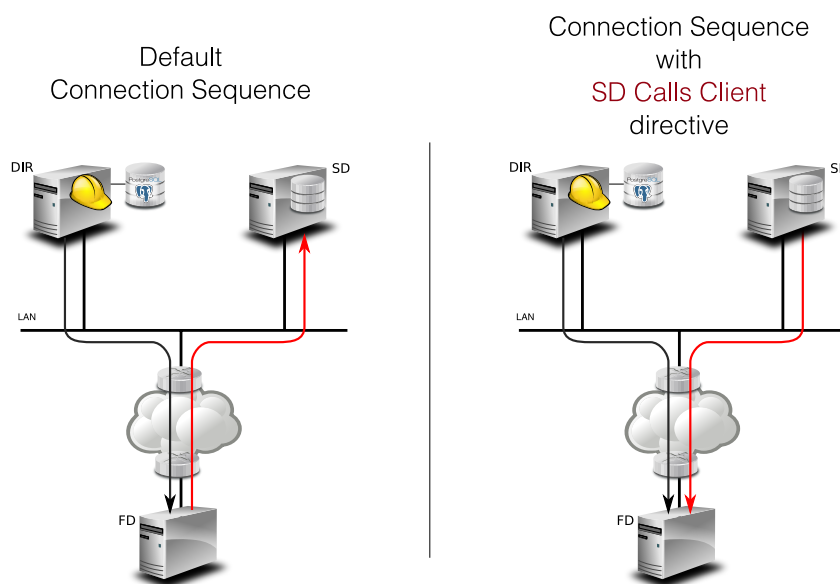 Default
Connection Sequence
DIR
PostgreSQL
SD
LAN
FD
Connection Sequence
with
SD Calls Client
directive
DIR
PostgreSQL
SD
LAN
FD